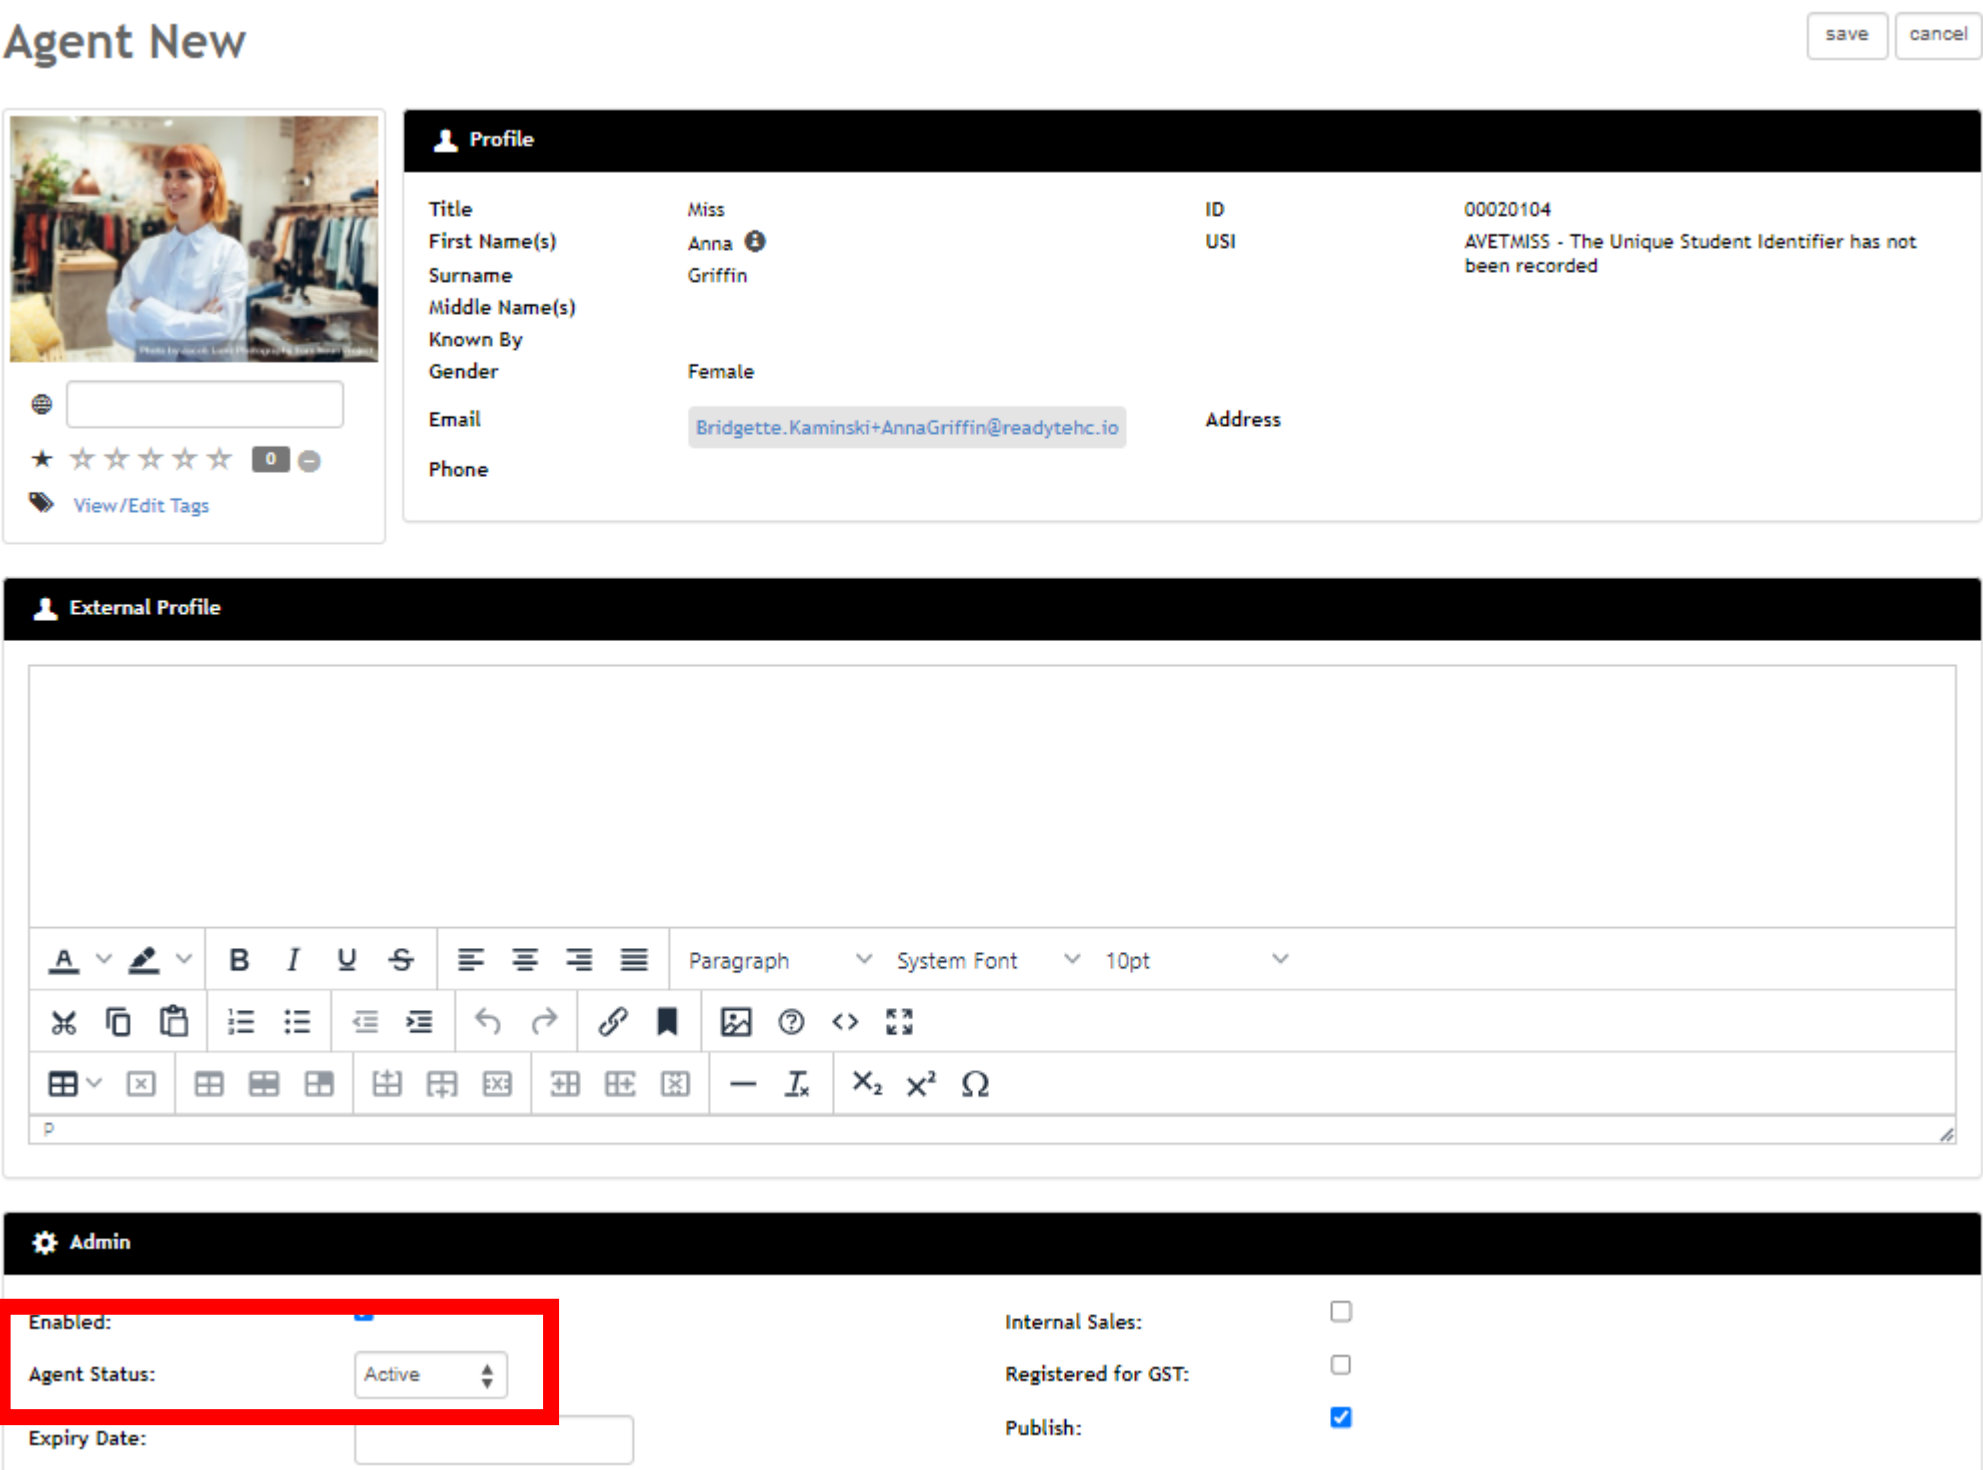 Agent New
save
cancel
Profile
Title Miss
First Name(s) Anna
Surname Griffin
Middle Name(s)
Known By
Gender Female
Email Bridgette.Kaminski+AnnaGriffin@readytehc.io
Phone
ID 00020104
USI AVETMISS - The Unique Student Identifier has not
been recorded
Address
0
View/Edit Tags
External Profile
A B I U S Paragraph System Font 10pt
P
Admin
Enabled:
Agent Status: Active
Expiry Date:
Internal Sales:
Registered for GST:
Publish: